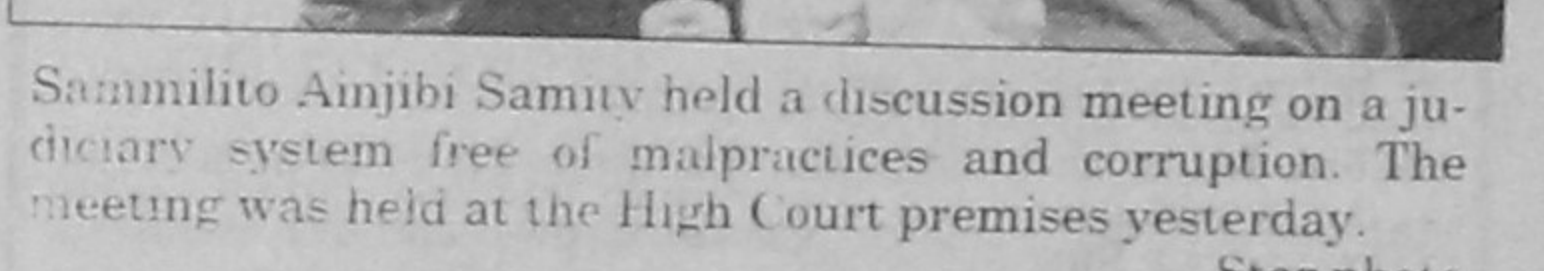 Sammilito Ainjibi Samity held a discussion meeting on a ju-
diciary system free of malpractices and corruption. The
meeting was held at the High Court premises yesterday.